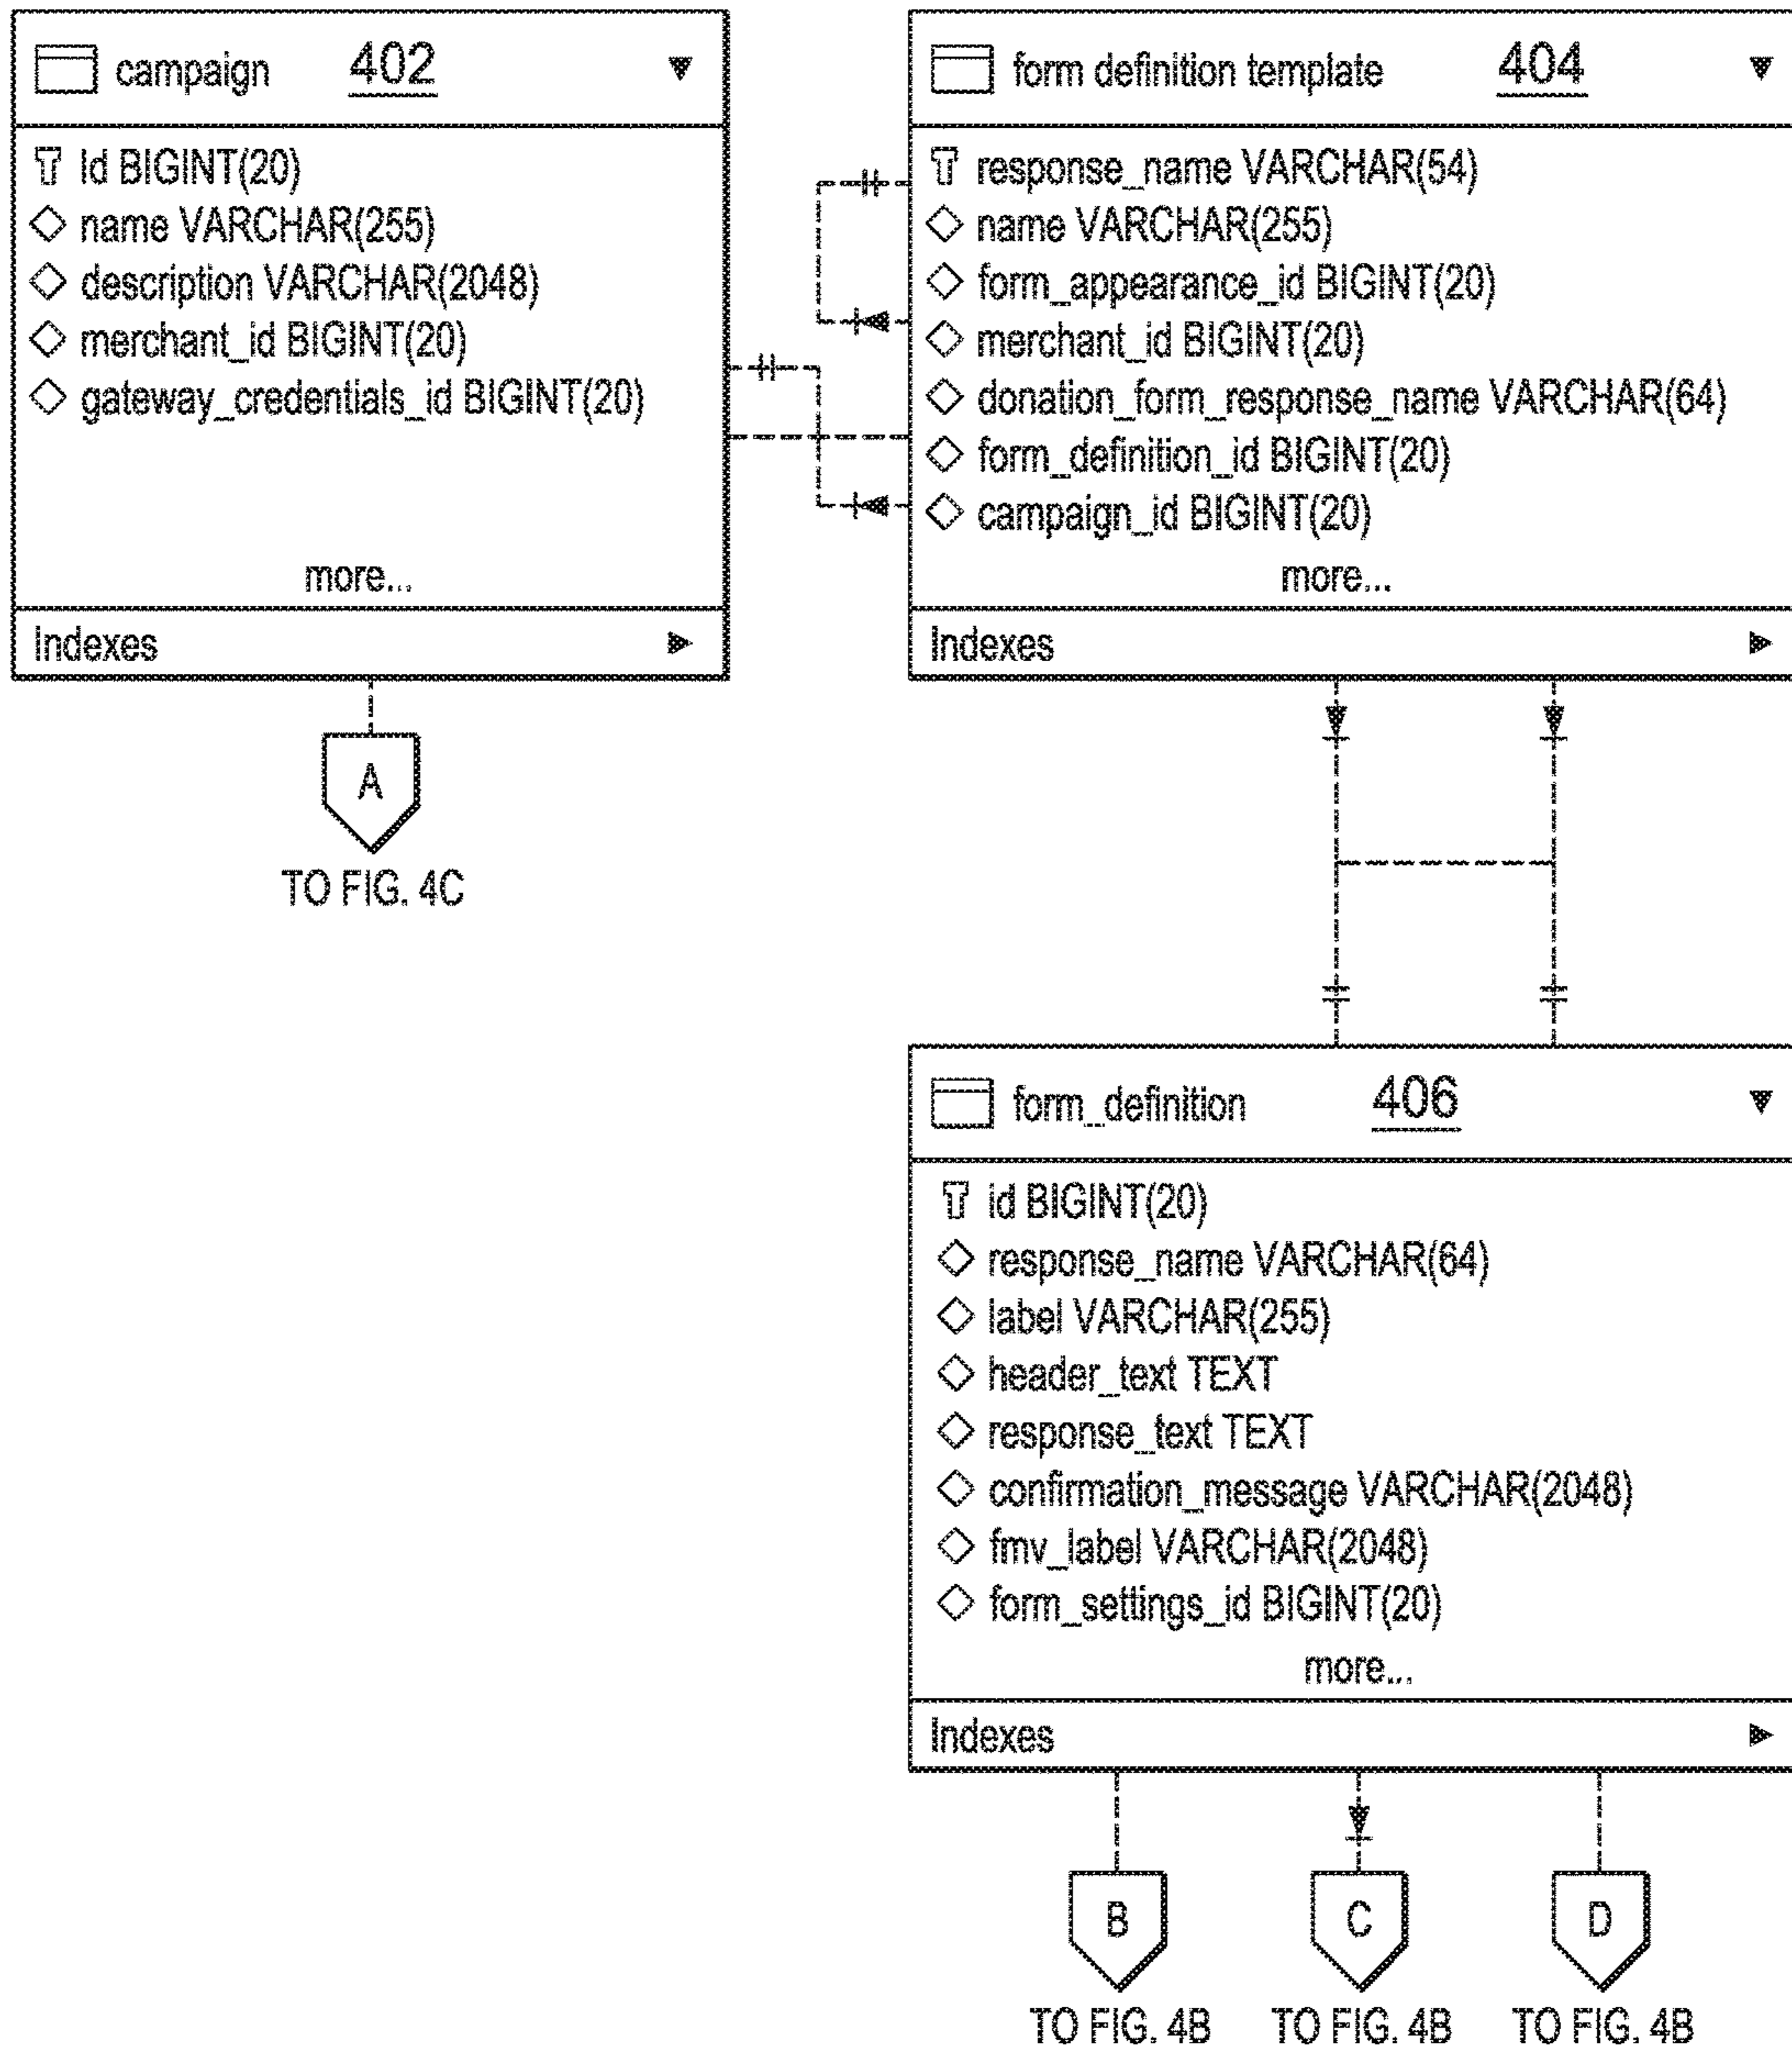 campaign 402
Id BIGINT(20)
name VARCHAR(255)
description VARCHAR(2048)
merchant_id BIGINT(20)
gateway_credentials_id BIGINT(20)
more...
Indexes
A
TO FIG. 4C
form definition template 404
response_name VARCHAR(54)
name VARCHAR(255)
form_appearance_id BIGINT(20)
merchant_id BIGINT(20)
donation_form_response_name VARCHAR(64)
form_definition_id BIGINT(20)
campaign_id BIGINT(20)
more...
Indexes
form_definition 406
id BIGINT(20)
response_name VARCHAR(64)
label VARCHAR(255)
header_text TEXT
response_text TEXT
confirmation_message VARCHAR(2048)
fmv_label VARCHAR(2048)
form_settings_id BIGINT(20)
more...
Indexes
B C D
TO FIG. 4B TO FIG. 4B TO FIG. 4B